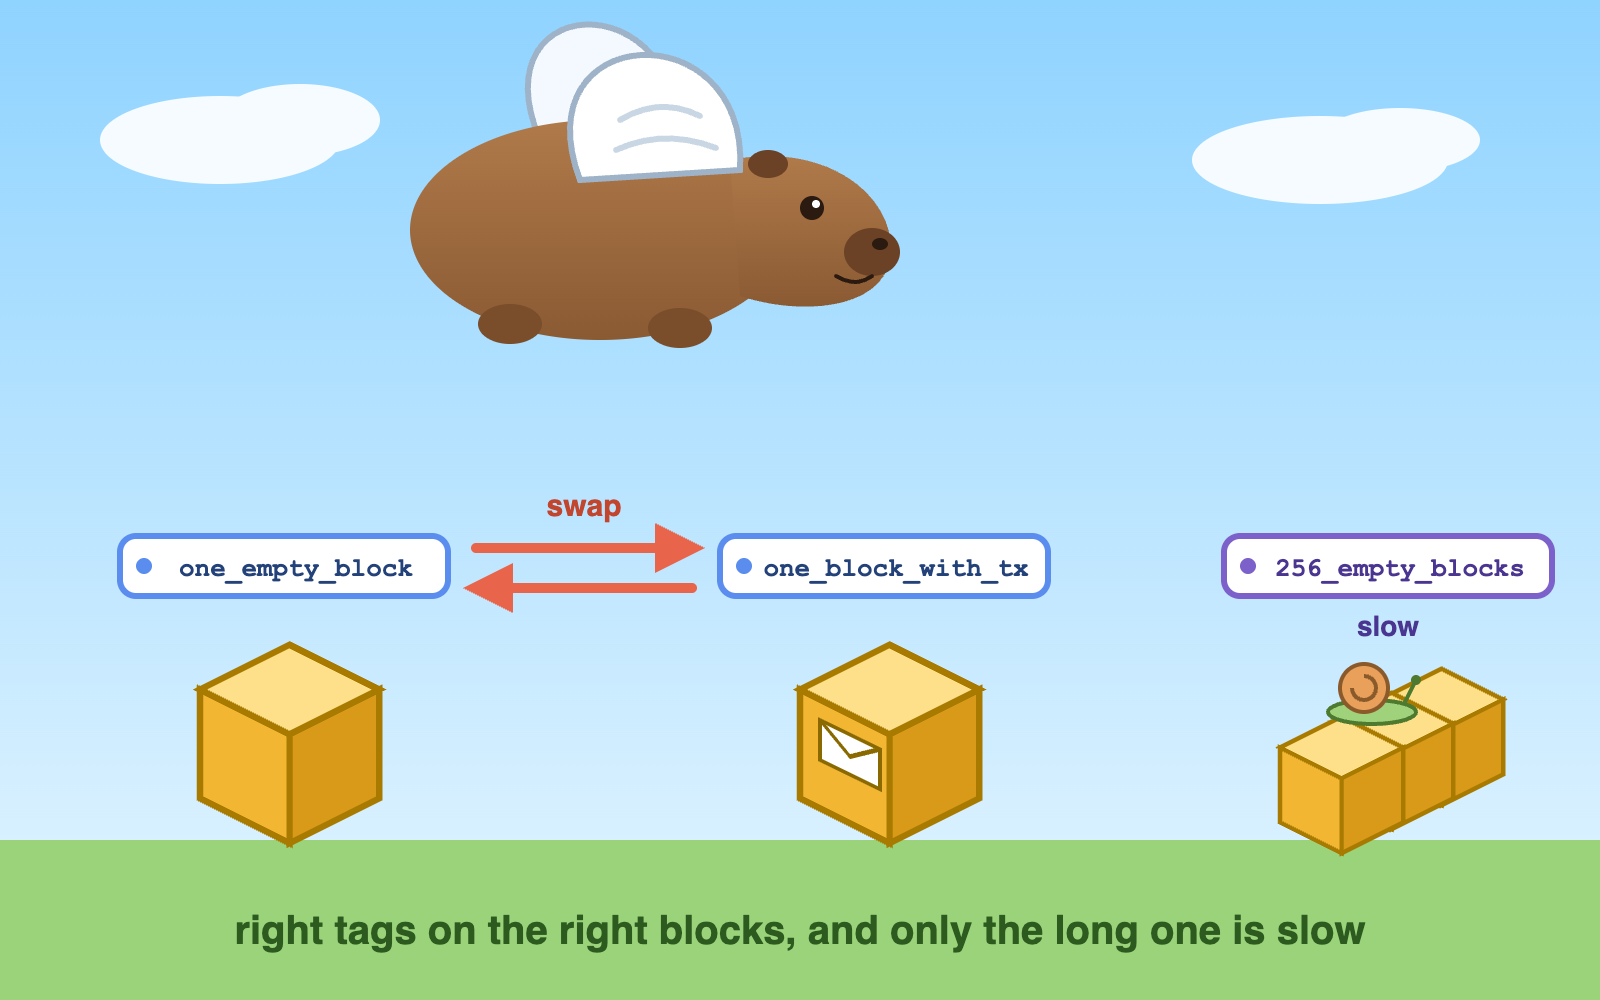 swap
one_empty_block
one_block_with_tx
256_empty_blocks
slow
right tags on the right blocks, and only the long one is slow